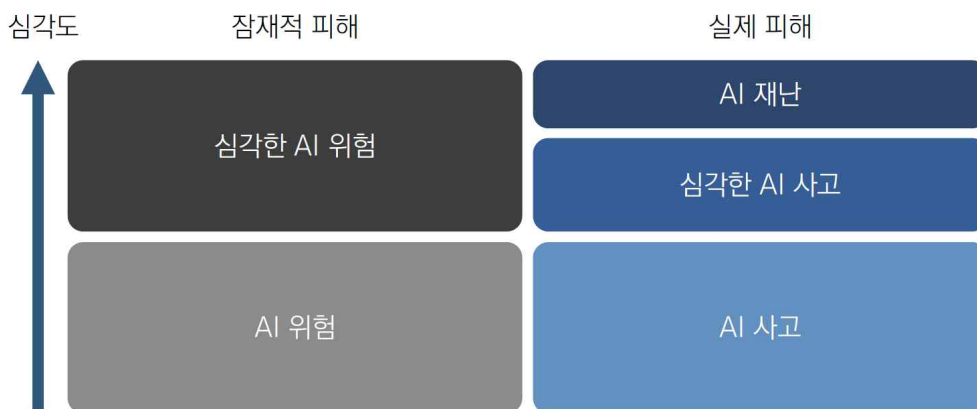 심각도
잠재적 피해
실제 피해
심각한 AI 위험
AI 재난
심각한 AI 사고
AI 위험
AI 사고